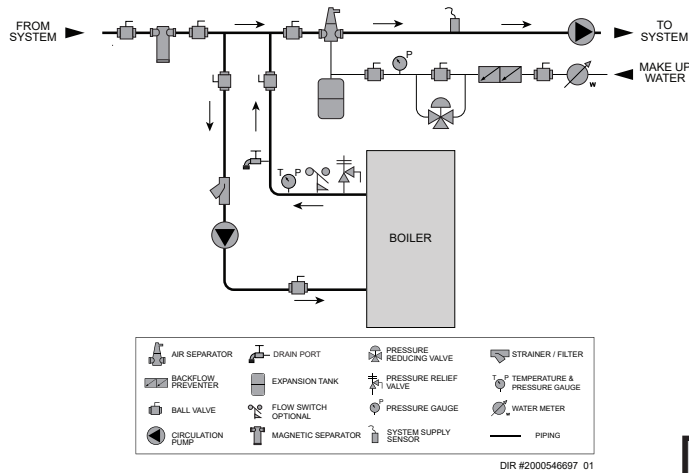 FROM
SYSTEM
TO
SYSTEM
P
MAKE UP
WATER
W
T P
BOILER
AIR SEPARATOR
DRAIN PORT
PRESSURE
REDUCING VALVE
STRAINER / FILTER
BACKFLOW
PREVENTER
EXPANSION TANK
PRESSURE RELIEF
VALVE
T P
TEMPERATURE &
PRESSURE GAUGE
BALL VALVE
FLOW SWITCH
OPTIONAL
P
PRESSURE GAUGE
W
WATER METER
CIRCULATION
PUMP
MAGNETIC SEPARATOR
SYSTEM SUPPLY
SENSOR
PIPING
DIR #2000546697 01